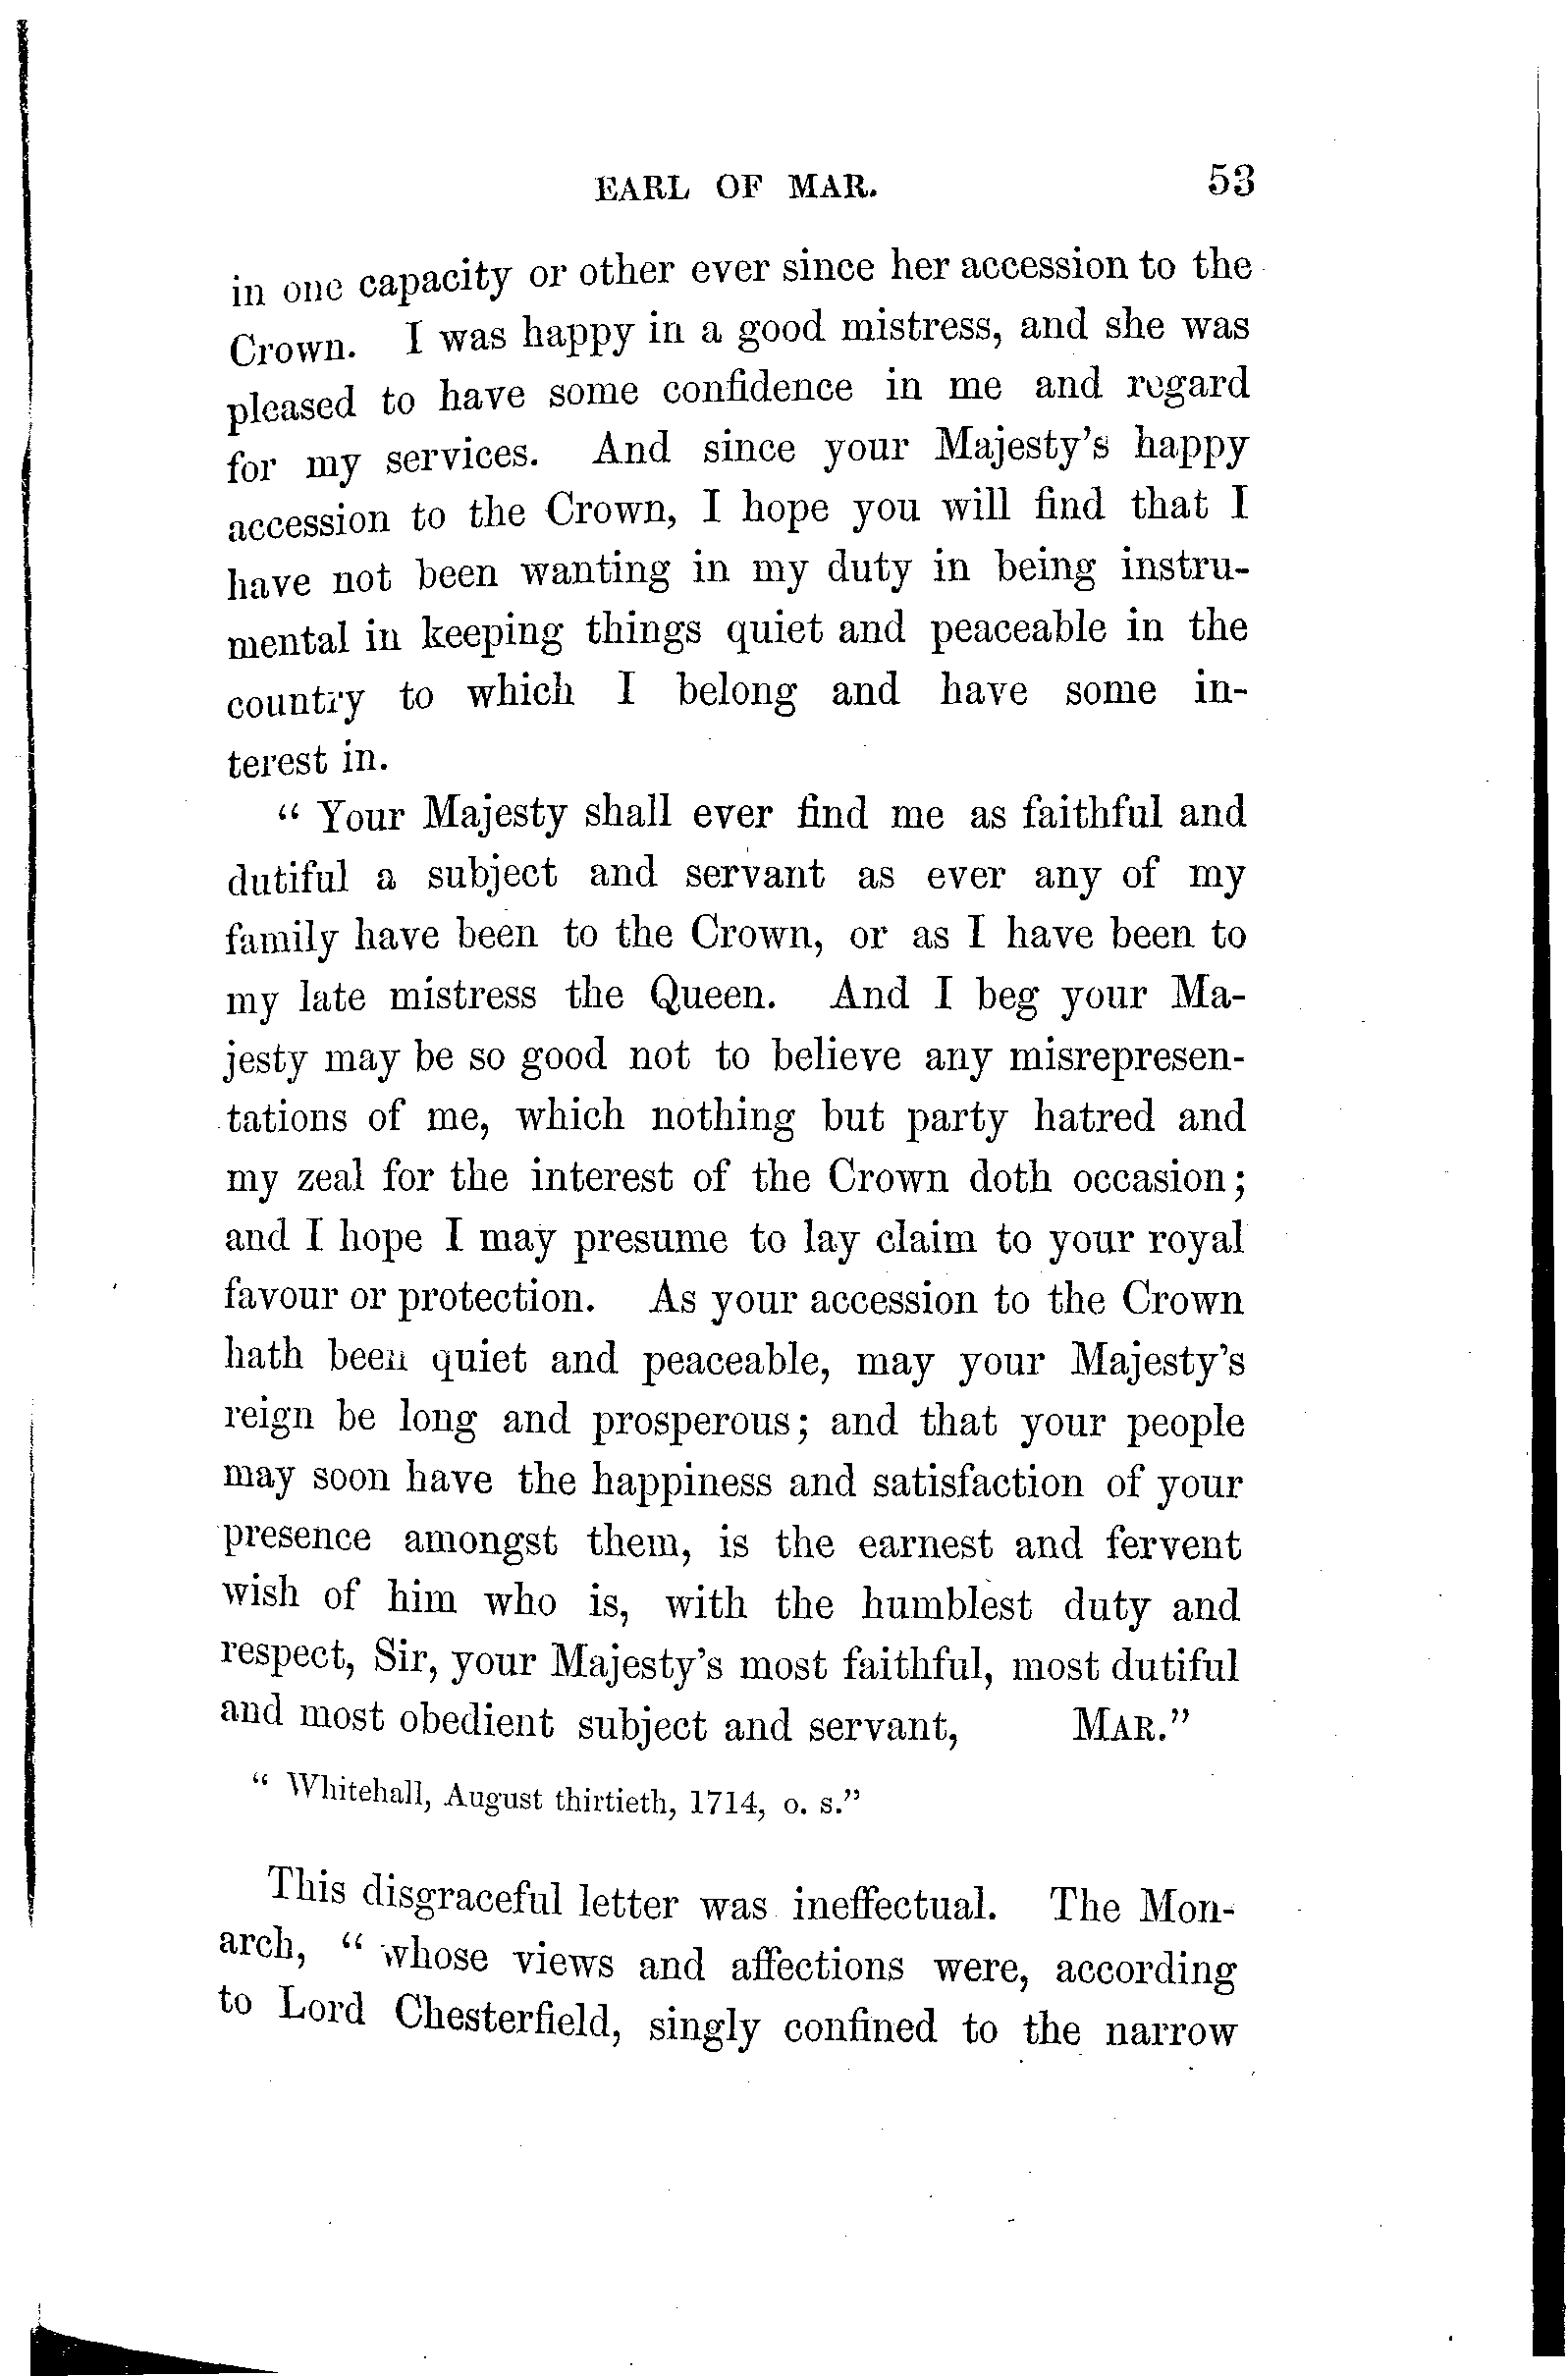 EARL OF MAR. 53
in one capacity or other ever since her accession to the
Crown. I was happy in a good mistress, and she was
pleased to have some confidence in me and regard
for my services. And since your Majesty's happy
accession to the Crown, I hope you will find that I
have not been wanting in my duty in being instru-
mental in keeping things quiet and peaceable in the
country to which I belong and have some in-
terest in.
" Your Majesty shall ever find me as faithful and
dutiful a subject and servant as ever any of my
family have been to the Crown, or as I have been to
my late mistress the Queen. And I beg your Ma-
jesty may be so good not to believe any misrepresen-
tations of me, which nothing but party hatred and
my zeal for the interest of the Crown doth occasion;
and I hope I may presume to lay claim to your royal
favour or protection. As your accession to the Crown
hath been quiet and peaceable, may your Majesty's
reign be long and prosperous; and that your people
may soon have the happiness and satisfaction of your
presence amongst them, is the earnest and fervent
wish of him who is, with the humblest duty and
respect, Sir, your Majesty's most faithful, most dutiful
and most obedient subject and servant, MAR."
" Whitehall, August thirtieth, 1714, o. s."
This disgraceful letter was ineffectual. The Mon-
arch, " whose views and affections were, according
to Lord Chesterfield, singly confined to the narrow